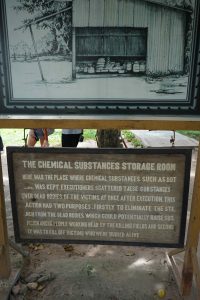 THE CHEMICAL SUBSTANCES STORAGE ROOM
HERE WAS THE PLACE WHERE CHEMICAL SUBSTANCES SUCH AS DDT
WAS KEPT EXECUTIONERS SCATTERED THESE SUBSTANCES
OVER DEAD BODIES OF THE VICTIMS AT ONCE AFTER EXECUTION. THIS
ACTION HAD TWO PURPOSES: FIRSTLY TO ELIMINATE THE
FROM THE DEAD BODIES WHICH COULD POTENTIALLY RAISE
PEOPLE WORKING NEAR BY THE KILLING FIELDS AND SECOND
WAS TO KILL OFF VICTIMS WHO WERE BURIED ALIVE